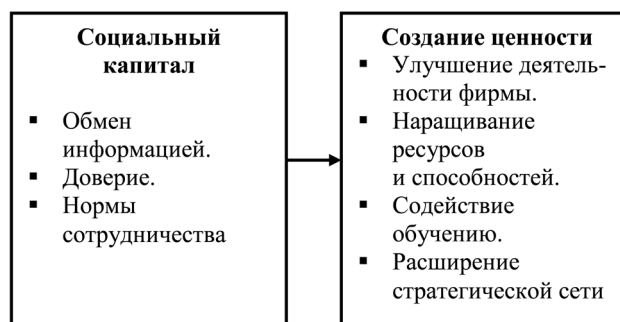 Социальный
капитал
▪ Обмен
информацией.
▪ Доверие.
▪ Нормы
сотрудничества
Создание ценности
▪ Улучшение деятель-
ности фирмы.
▪ Наращивание
ресурсов
и способностей.
▪ Содействие
обучению.
▪ Расширение
стратегической сети